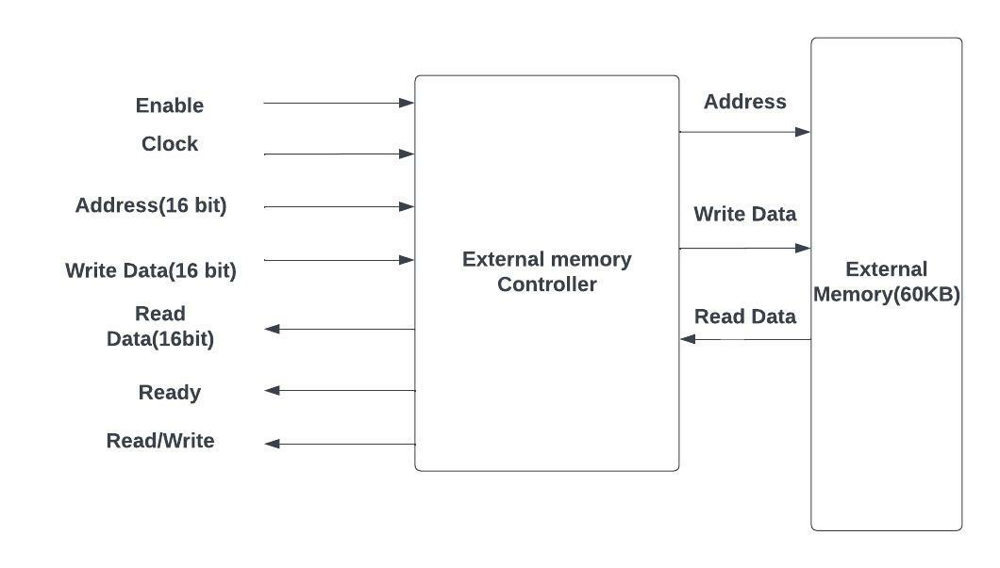 Enable
Clock
Address(16 bit)
Write Data(16 bit)
Read
Data(16bit)
Ready
Read/Write
External memory
Controller
Address
Write Data
Read Data
External
Memory(60KB)